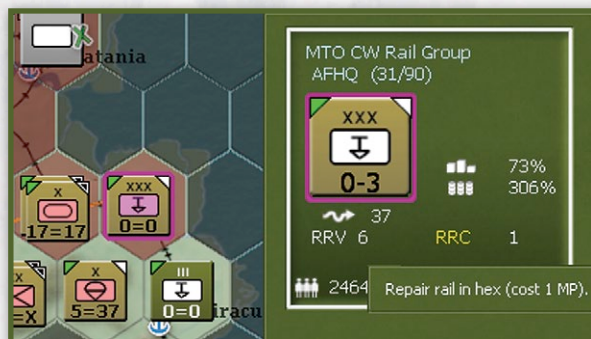 atania
X
-17=17
XXX
0=0
X
=X
X
5=37
III
0=0
iracu
MTO CW Rail Group
AFHQ (31/90)
XXX
0-3
73%
306%
37
RRV 6 RRC 1
2464
Repair rail in hex (cost 1 MP).